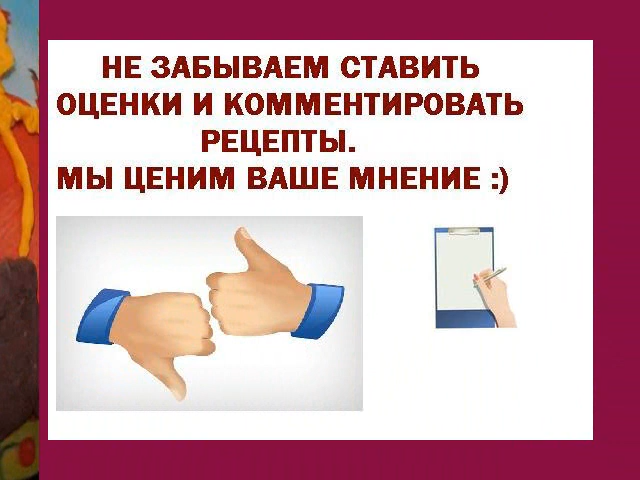 НЕ ЗАБЫВАЕМ СТАВИТЬ
ОЦЕНКИ И КОММЕНТИРОВАТЬ
РЕЦЕПТЫ.
МЫ ЦЕНИМ ВАШЕ МНЕНИЕ :)